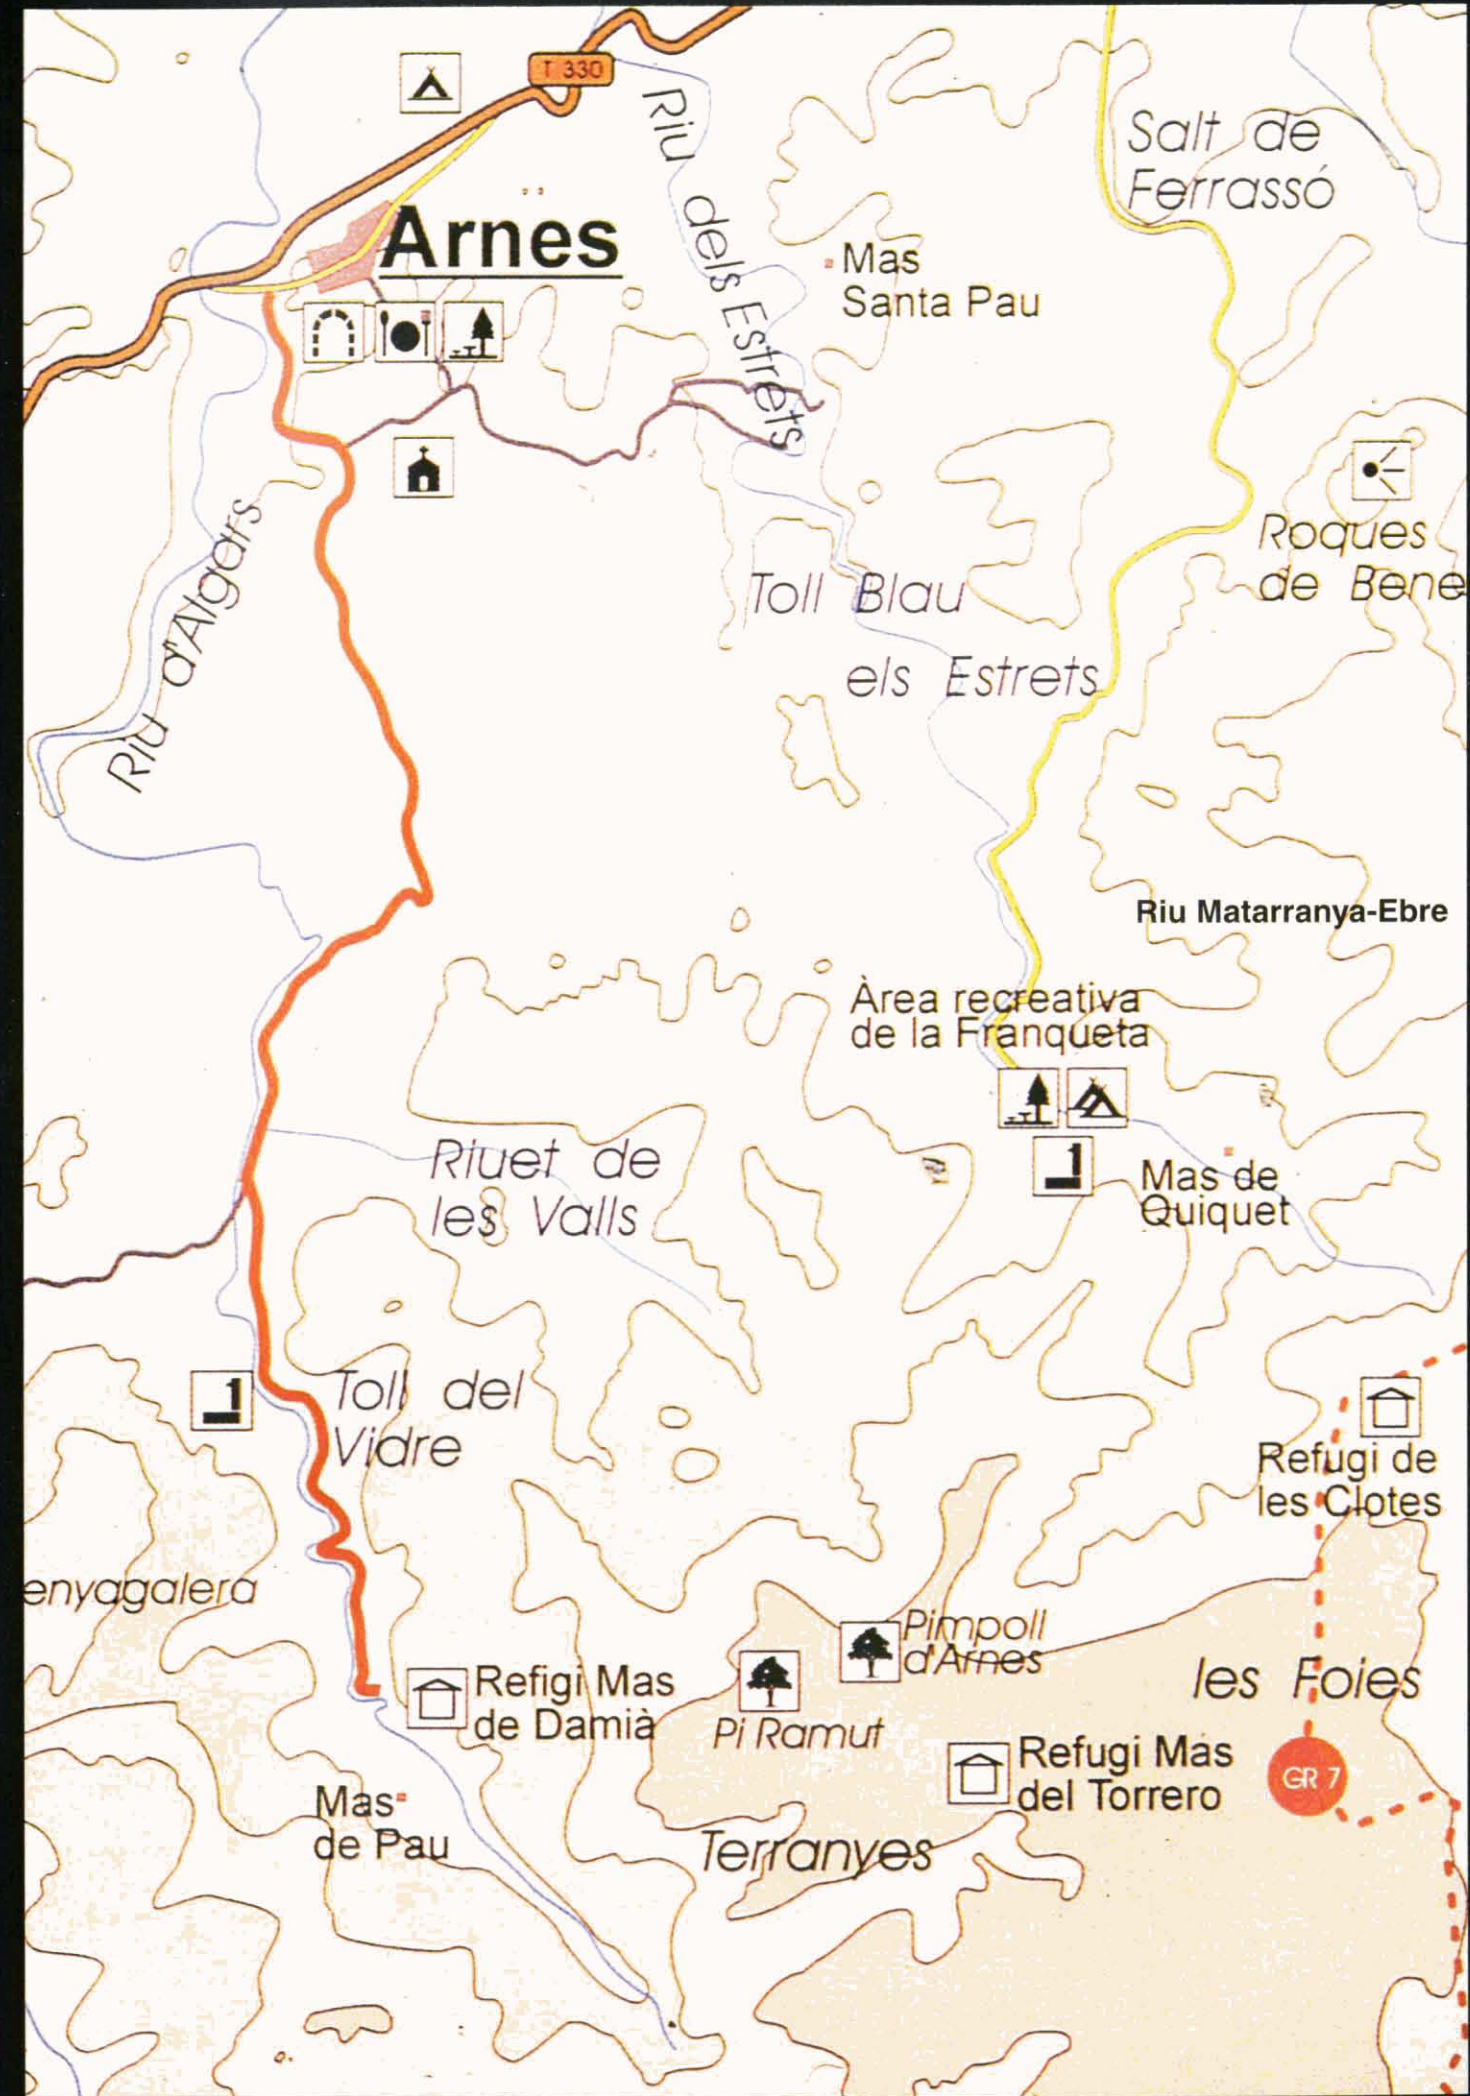 T 330
Riu dels Estrets
Salt de
Ferrassó
Arnes
Mas
Santa Pau
Riu d'Algars
Roques
de Bene
Toll Blau
els Estrets
Riu Matarranya-Ebre
Àrea recreativa
de la Franqueta
Riuet de
les Valls
Mas de
Quiquet
Toll del
Vidre
Refugi de
les Clotes
enyagalera
Pimpoll
d'Arnes
les Foies
Refigi Mas
de Damià
Pi Ramut
Refugi Mas
del Torrero
GR 7
Mas
de Pau
Terranyes